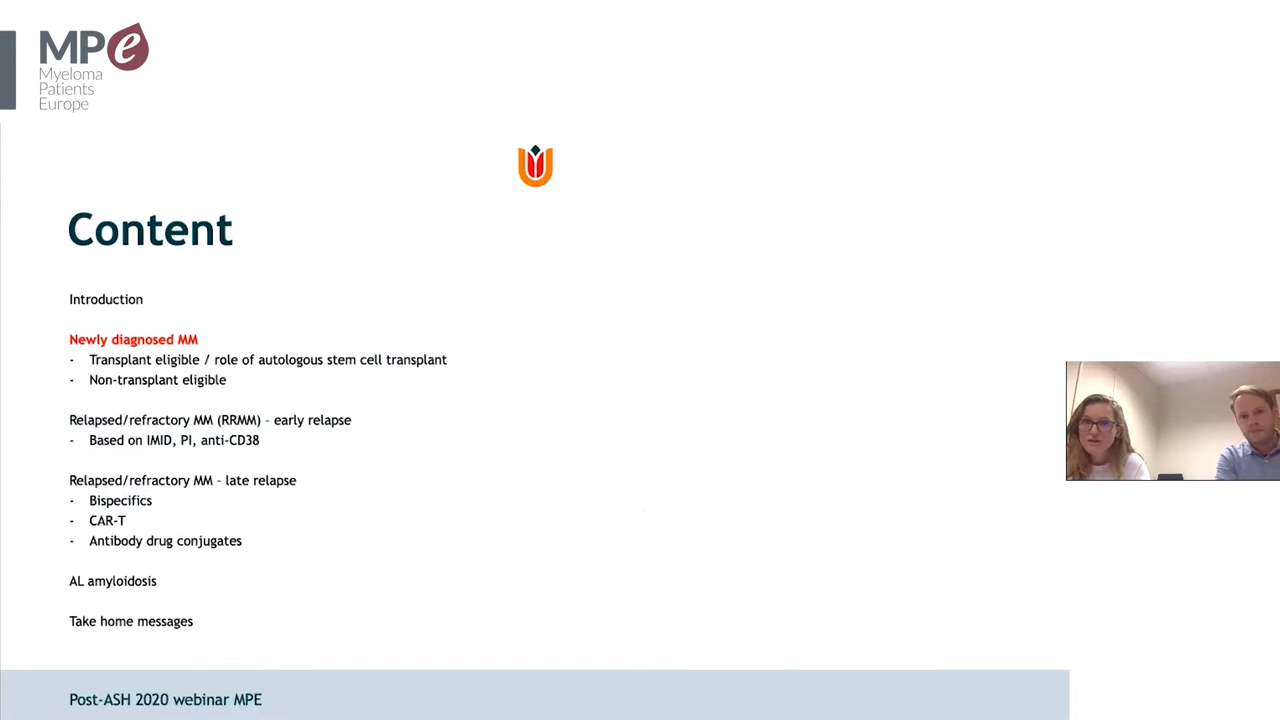 MPe
Myeloma
Patients
Europe
Content
Introduction
Newly diagnosed MM
- Transplant eligible / role of autologous stem cell transplant
- Non-transplant eligible
Relapsed/refractory MM (RRMM) – early relapse
- Based on IMID, PI, anti-CD38
Relapsed/refractory MM – late relapse
- Bispecifics
- CAR-T
- Antibody drug conjugates
AL amyloidosis
Take home messages
Post-ASH 2020 webinar MPE